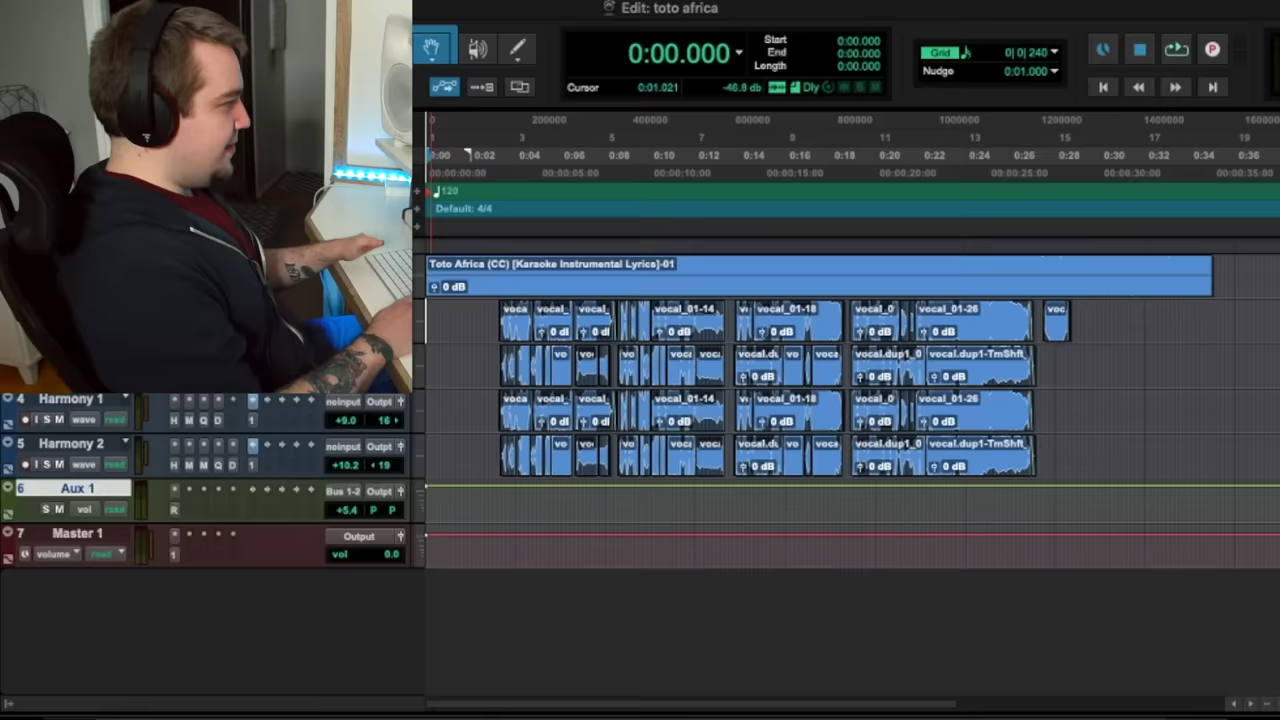 Edit: toto africa
0:00.000
Start 0:00.000
End 0:00.000
Length 0:00.000
Cursor 0:01.021 -46.8 db Dly
Grid 0| 0| 240
Nudge 0:01.000
0 200000 400000 600000 800000 1000000 1200000 1400000 1600000
1 3 5 7 9 11 13 15 17 19
0:00 0:02 0:04 0:06 0:08 0:10 0:12 0:14 0:16 0:18 0:20 0:22 0:24 0:26 0:28 0:30 0:32 0:34 0:36
00:00:00:00 00:00:05:00 00:00:10:00 00:00:15:00 00:00:20:00 00:00:25:00 00:00:30:00 00:00:35:00
120
Default: 4/4
Toto Africa (CC) [Karaoke Instrumental Lyrics]-01
0 dB
voca vocal_ vocal_ vocal_01-14 v vocal_01-18 vocal_0 vocal_01-26 voc
0 dl 0 dl 0 dB 0 dB 0 dB 0 dB
vo vo vo voca voca vocal.du vo voca vocal.dup1_0 vocal.dup1-TmShft
0 dB 0 dB 0 dB
4 Harmony 1 noinput Outpt
I S M wave read H M Q D 1 +9.0 16
voca vocal_ vocal_ vocal_01-14 v vocal_01-18 vocal_0 vocal_01-26
0 dl 0 dl 0 dB 0 dB 0 dB 0 dB
5 Harmony 2 noinput Outpt
I S M wave read H M Q D 1 +10.2 19
vo vo vo voca voca vocal.du vo voca vocal.dup1_0 vocal.dup1-TmShft
0 dB 0 dB 0 dB
6 Aux 1 Bus 1-2 Outpt
S M vol read R +5.4 P P
7 Master 1 Output
volume read 1 vol 0.0